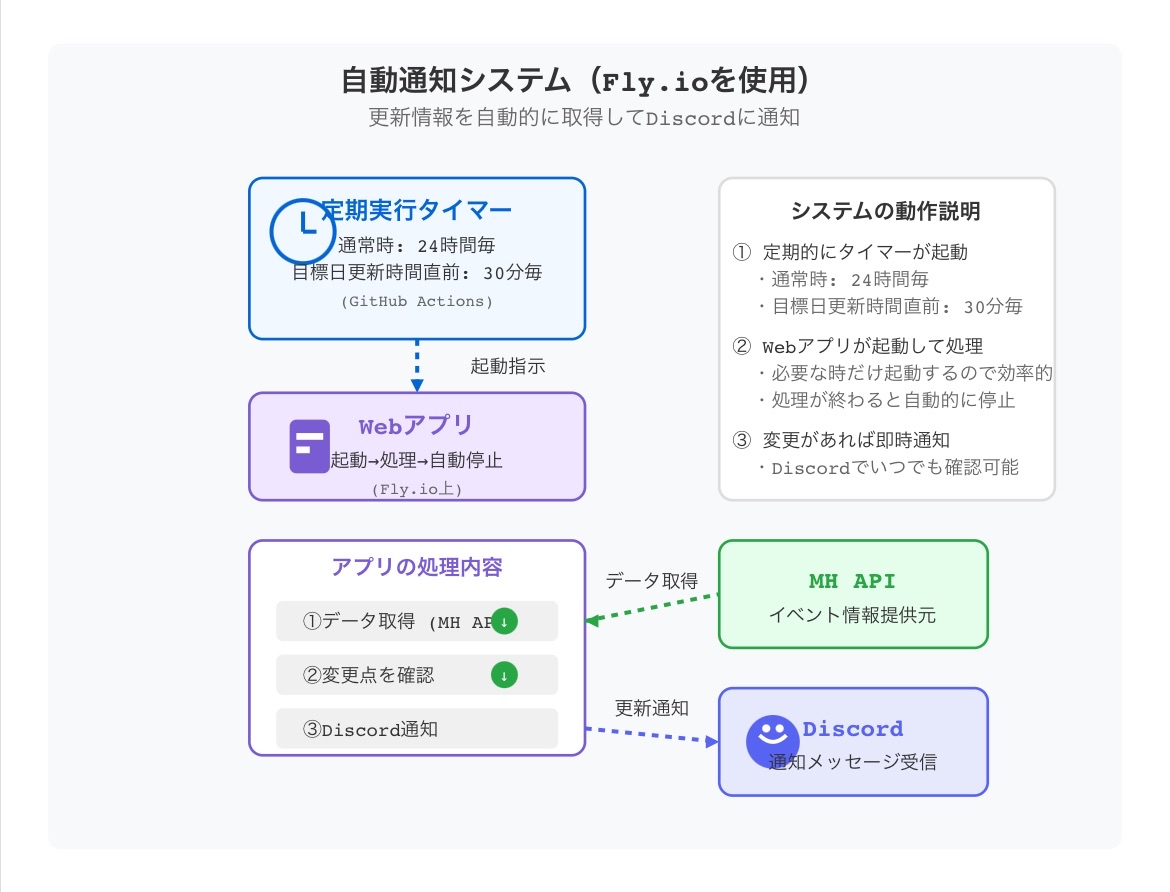 自動通知システム（Fly.ioを使用）
更新情報を自動的に取得してDiscordに通知
定期実行タイマー
通常時: 24時間毎
目標日更新時間直前: 30分毎
(GitHub Actions)
起動指示
Webアプリ
起動→処理→自動停止
(Fly.io上)
システムの動作説明
① 定期的にタイマーが起動
・通常時: 24時間毎
・目標日更新時間直前: 30分毎
② Webアプリが起動して処理
・必要な時だけ起動するので効率的
・処理が終わると自動的に停止
③ 変更があれば即時通知
・Discordでいつでも確認可能
アプリの処理内容
①データ取得 (MH AP
↓
②変更点を確認
↓
③Discord通知
データ取得
MH API
イベント情報提供元
更新通知
Discord
通知メッセージ受信